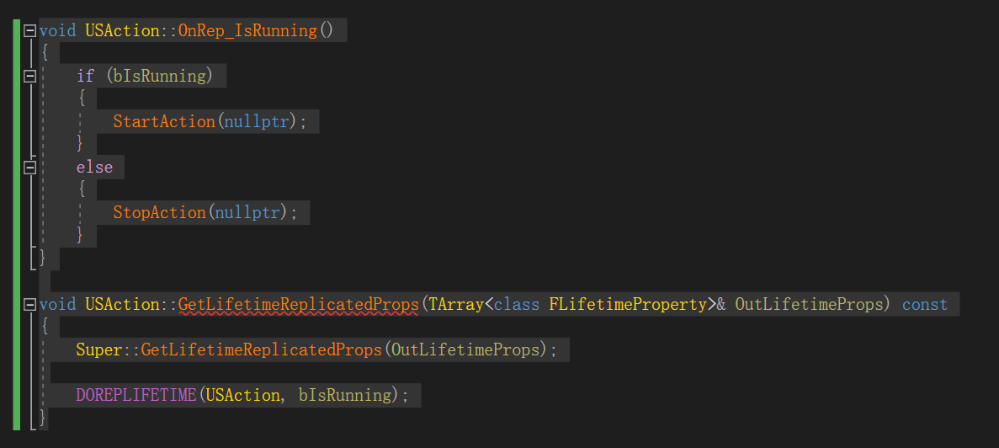 void USAction::OnRep_IsRunning()
{
    if (bIsRunning)
    {
        StartAction(nullptr);
    }
    else
    {
        StopAction(nullptr);
    }
}

void USAction::GetLifetimeReplicatedProps(TArray<class FLifetimeProperty>& OutLifetimeProps) const
{
    Super::GetLifetimeReplicatedProps(OutLifetimeProps);

    DOREPLIFETIME(USAction, bIsRunning);
}